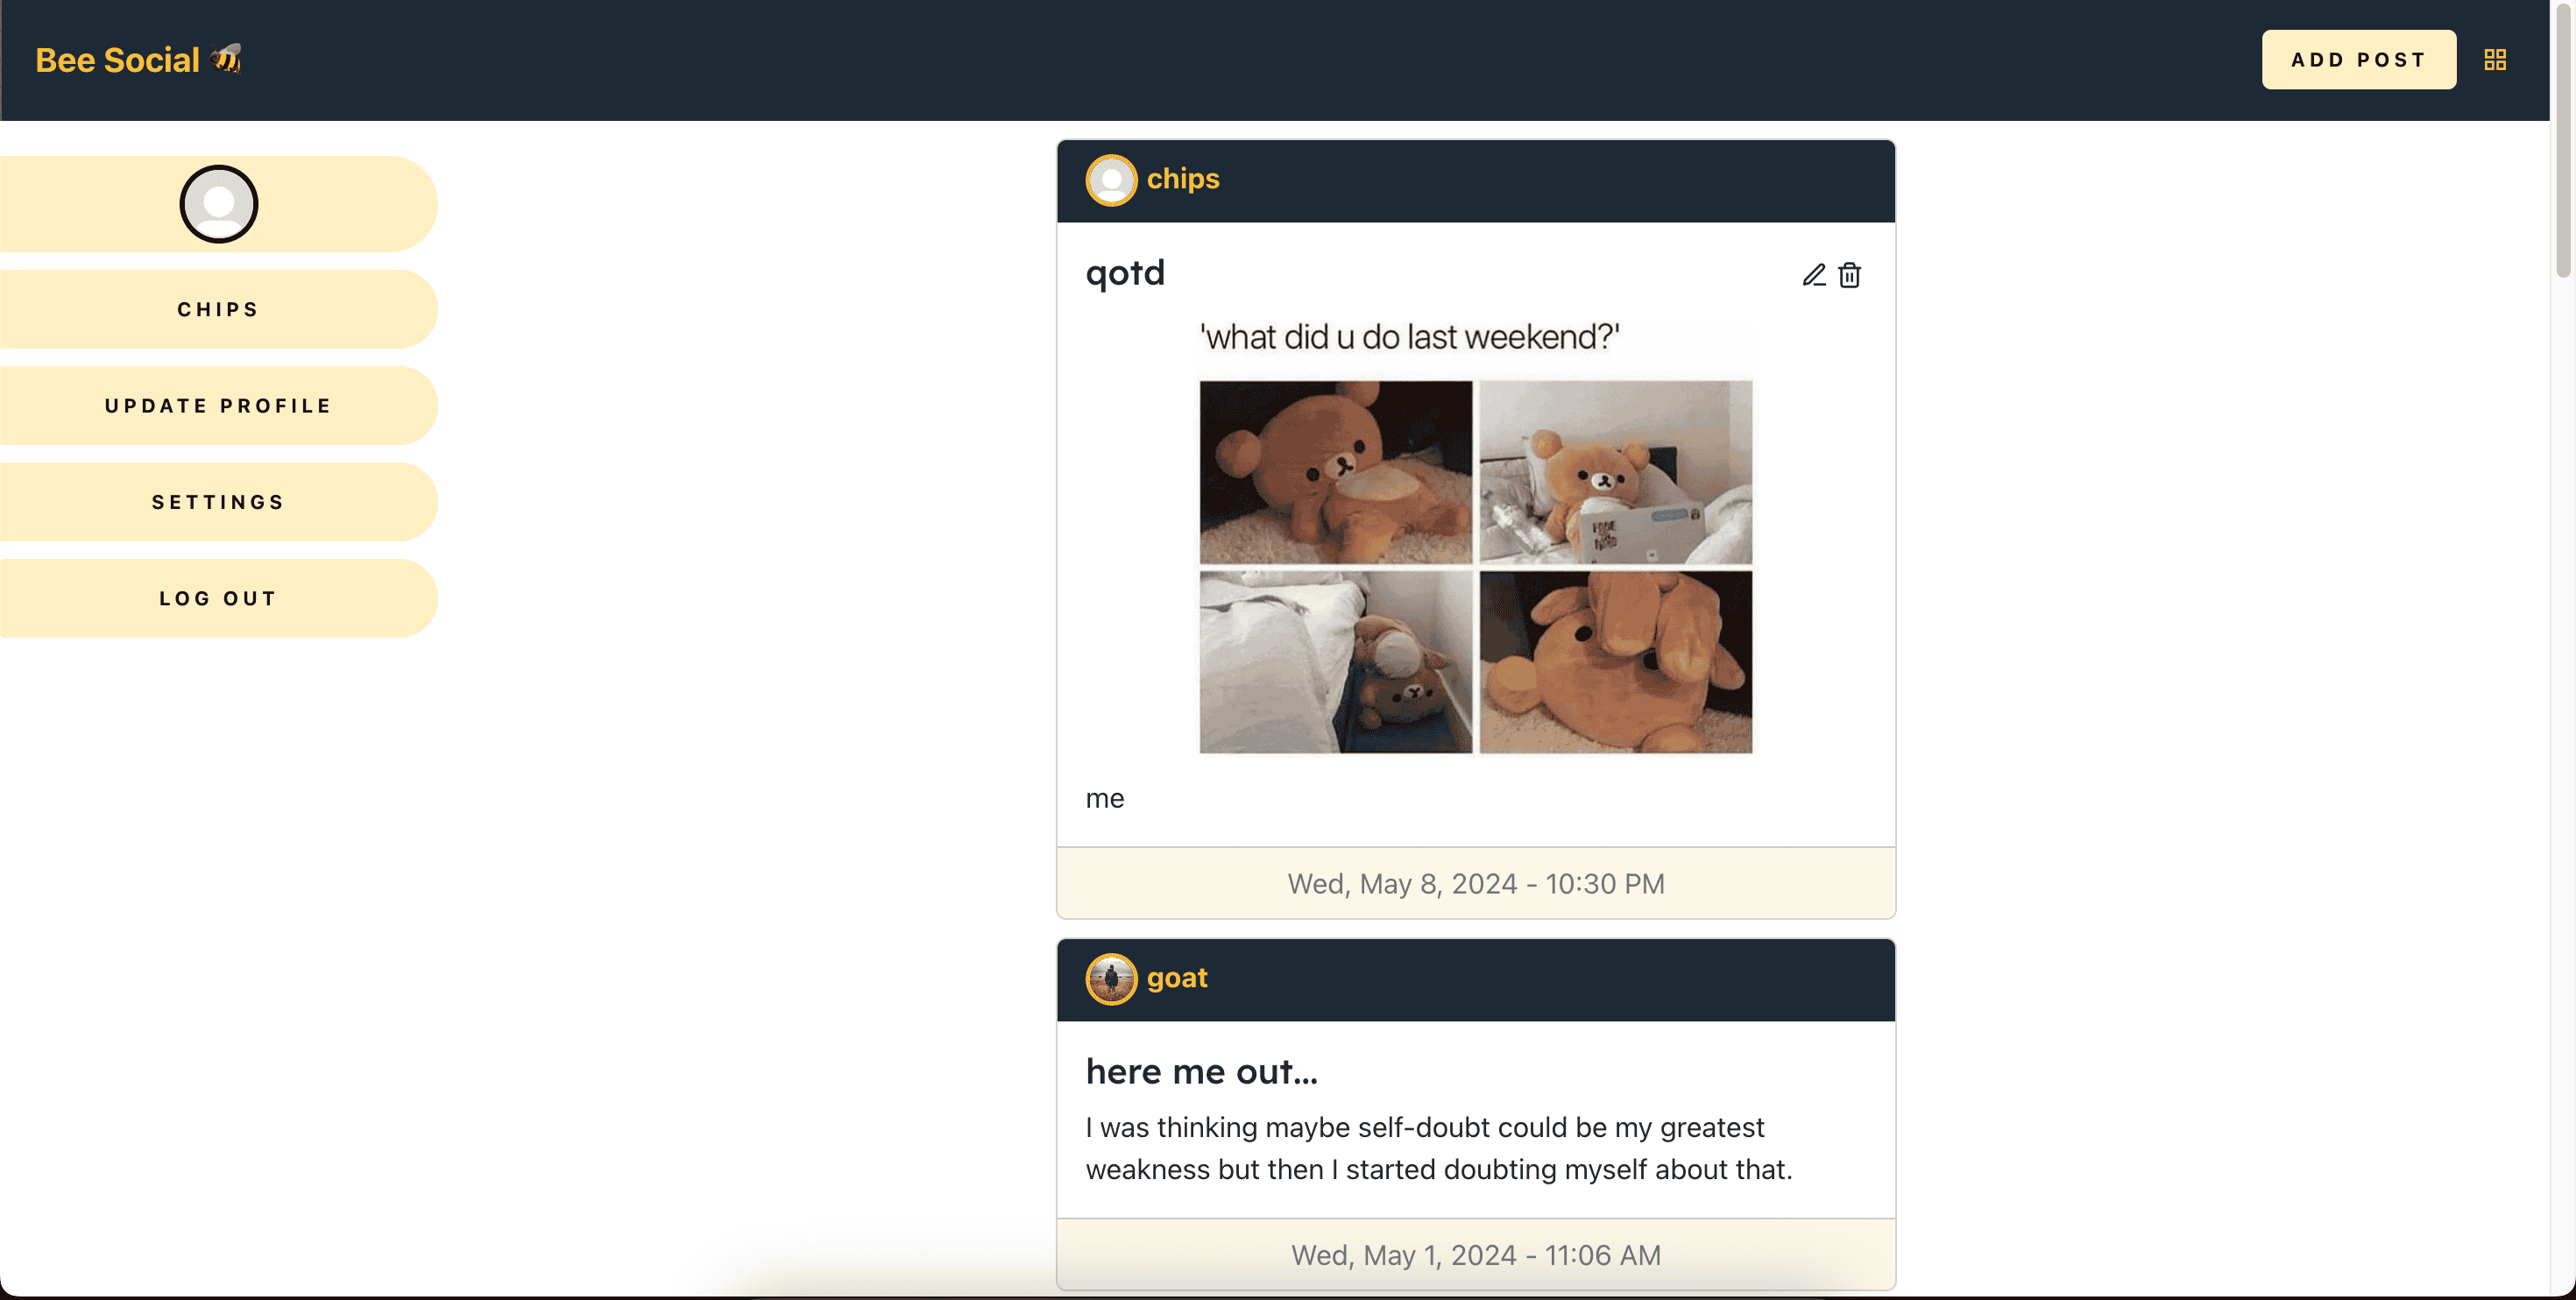 Bee Social
ADD POST
CHIPS
UPDATE PROFILE
SETTINGS
LOG OUT
chips
qotd
'what did u do last weekend?'
me
Wed, May 8, 2024 - 10:30 PM
goat
here me out...
I was thinking maybe self-doubt could be my greatest
weakness but then I started doubting myself about that.
Wed, May 1, 2024 - 11:06 AM